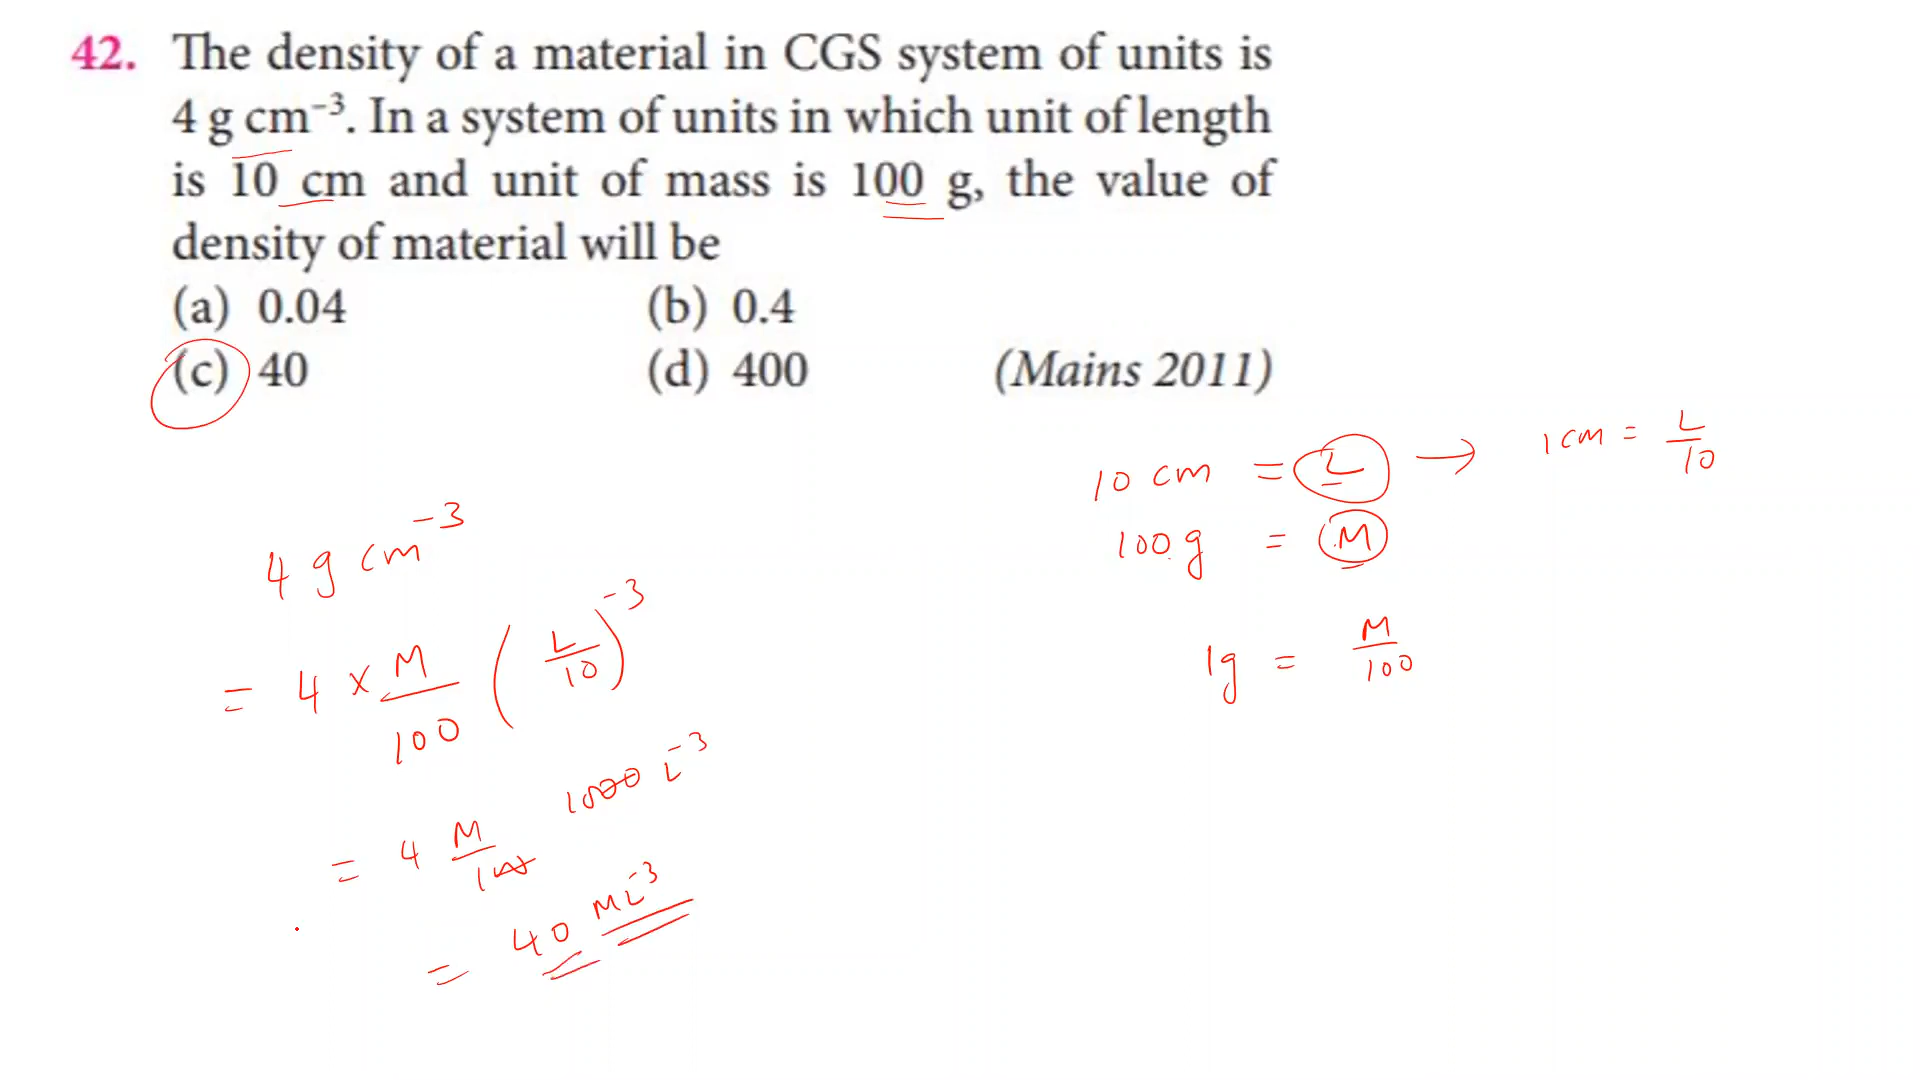 42. The density of a material in CGS system of units is
4 g cm⁻³. In a system of units in which unit of length
is 10 cm and unit of mass is 100 g, the value of
density of material will be
(a) 0.04 (b) 0.4
(c) 40 (d) 400 (Mains 2011)
10 cm = L → 1 cm = L/10
100 g = M
1g = M/100
4 g cm⁻³
= 4 × M/100 (L/10)⁻³
= 4 M/100 1000 L⁻³
= 40 ML⁻³